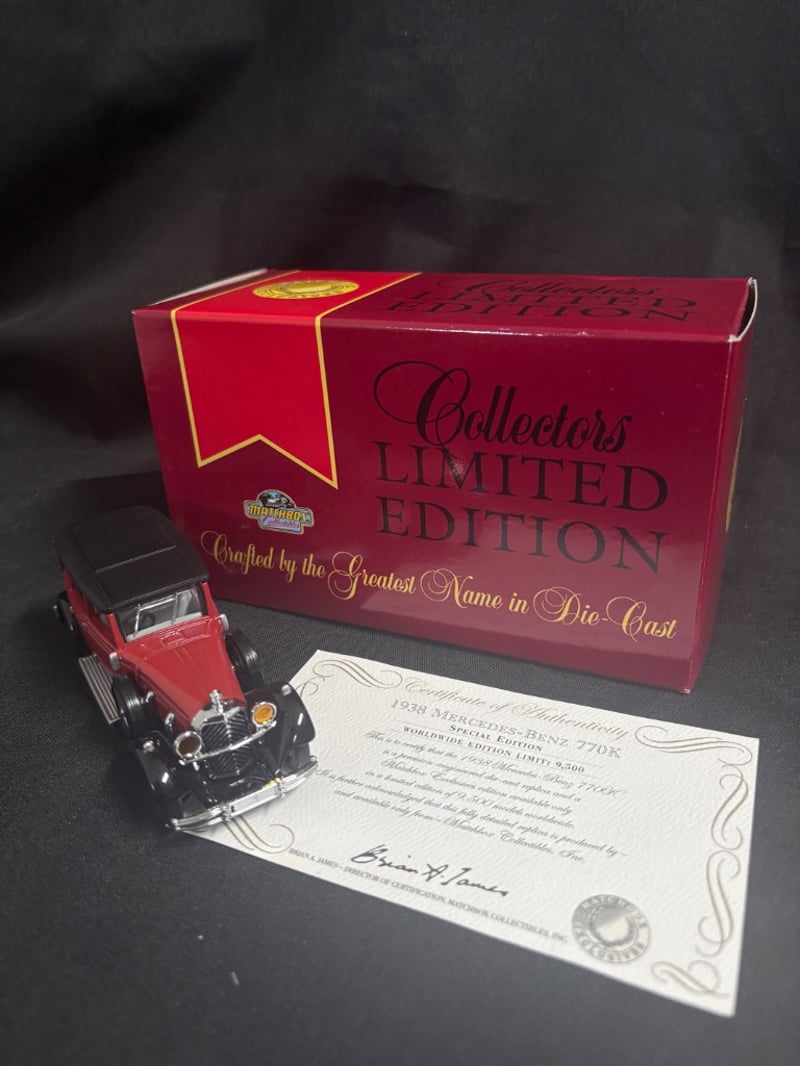 Collectors
LIMITED
EDITION
Collectors
LIMITED
EDITION
MATCHBOX
Collectibles
Crafted by the Greatest Name in Die-Cast
Certificate of Authenticity
1938 MERCEDES-BENZ 770K
SPECIAL EDITION
WORLDWIDE EDITION LIMIT: 9,500
This is to certify that the 1938 Mercedes-Benz 770K
is a precision-engineered die-cast replica and a
Matchbox Exclusives edition available only
in a limited edition of 9,500 models worldwide.
It is further acknowledged that this fully detailed replica is produced by –
and available only from – Matchbox Collectibles, Inc.
Brian A. James
BRIAN A. JAMES – DIRECTOR OF CERTIFICATION, MATCHBOX COLLECTIBLES, INC
MATCHBOX
EXCLUSIVES